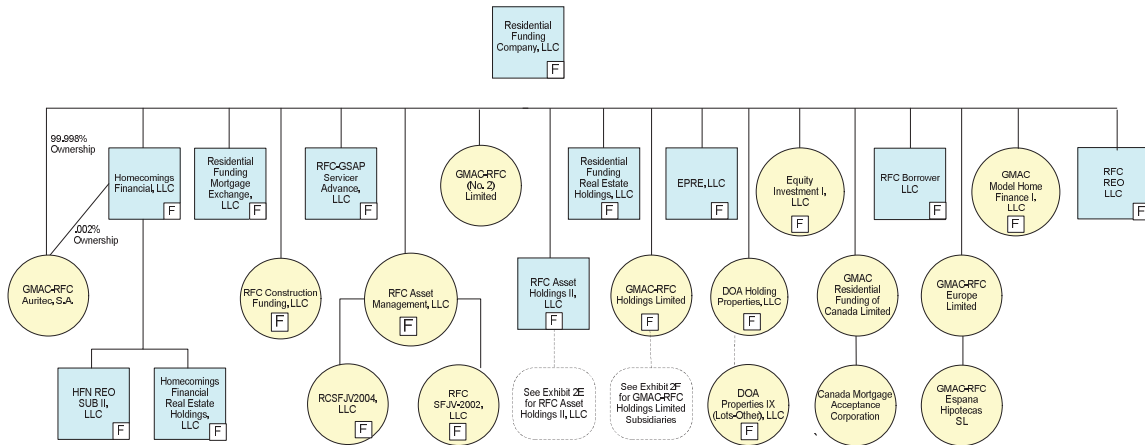 Residential
Funding
Company, LLC
F
99.998%
Ownership
Homecomings
Financial, LLC
F
Residential
Funding
Mortgage
Exchange,
LLC
F
RFC-GSAP
Servicer
Advance,
LLC
F
GMAC-RFC
(No. 2)
Limited
Residential
Funding
Real Estate
Holdings, LLC
F
EPRE, LLC
F
Equity
Investment I,
LLC
F
RFC Borrower
LLC
F
GMAC
Model Home
Finance I,
LLC
F
RFC
REO
LLC
F
.002%
Ownership
GMAC-RFC
Auritec, S.A.
RFC Construction
Funding, LLC
F
RFC Asset
Management, LLC
F
RFC Asset
Holdings II,
LLC
F
GMAC-RFC
Holdings Limited
F
DOA Holding
Properties, LLC
F
GMAC
Residential
Funding of
Canada Limited
GMAC-RFC
Europe
Limited
HFN REO
SUB II,
LLC
F
Homecomings
Financial
Real Estate
Holdings,
LLC
F
RCSFJV2004,
LLC
F
RFC
SFJV-2002,
LLC
F
See Exhibit 2E
for RFC Asset
Holdings II, LLC
See Exhibit 2F
for GMAC-RFC
Holdings Limited
Subsidiaries
DOA
Properties IX
(Lots-Other), LLC
F
Canada Mortgage
Acceptance
Corporation
GMAC-RFC
Espana
Hipotecas
SL